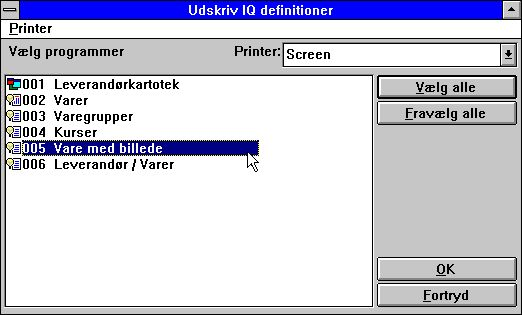 Udskriv IQ definitioner
Printer
Vælg programmer
Printer: Screen
001 Leverandørkartotek
002 Varer
003 Varegrupper
004 Kurser
005 Vare med billede
006 Leverandør / Varer
Vælg alle
Fravælg alle
OK
Fortryd